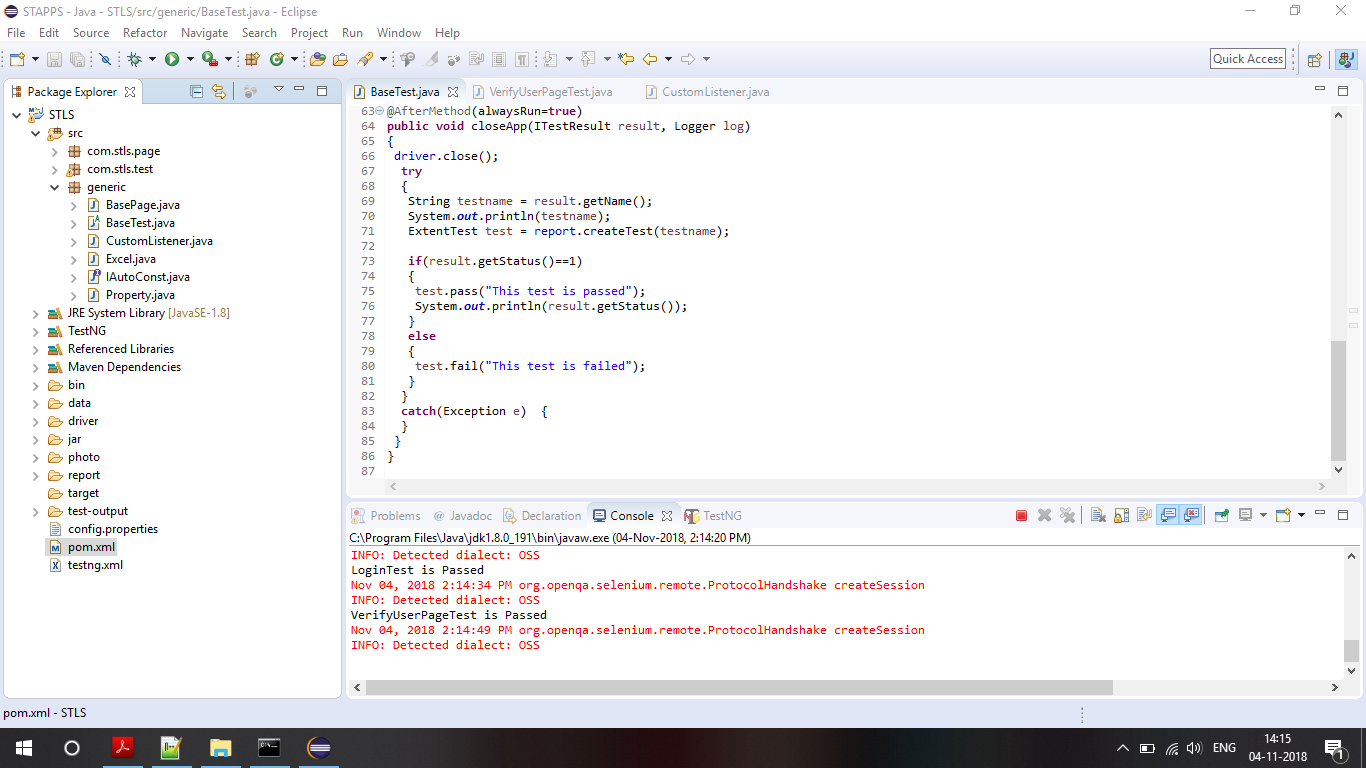 STAPPS - Java - STLS/src/generic/BaseTest.java - Eclipse
File Edit Source Refactor Navigate Search Project Run Window Help
Quick Access
Package Explorer
STLS
src
com.stls.page
com.stls.test
generic
BasePage.java
BaseTest.java
CustomListener.java
Excel.java
IAutoConst.java
Property.java
JRE System Library [JavaSE-1.8]
TestNG
Referenced Libraries
Maven Dependencies
bin
data
driver
jar
photo
report
target
test-output
config.properties
pom.xml
testng.xml
BaseTest.java VerifyUserPageTest.java CustomListener.java
63 @AfterMethod(alwaysRun=true)
64 public void closeApp(ITestResult result, Logger log)
65 {
66 driver.close();
67 try
68 {
69 String testname = result.getName();
70 System.out.println(testname);
71 ExtentTest test = report.createTest(testname);
72
73 if(result.getStatus()==1)
74 {
75 test.pass("This test is passed");
76 System.out.println(result.getStatus());
77 }
78 else
79 {
80 test.fail("This test is failed");
81 }
82 }
83 catch(Exception e) {
84 }
85 }
86 }
87
Problems @ Javadoc Declaration Console TestNG
C:\Program Files\Java\jdk1.8.0_191\bin\javaw.exe (04-Nov-2018, 2:14:20 PM)
INFO: Detected dialect: OSS
LoginTest is Passed
Nov 04, 2018 2:14:34 PM org.openqa.selenium.remote.ProtocolHandshake createSession
INFO: Detected dialect: OSS
VerifyUserPageTest is Passed
Nov 04, 2018 2:14:49 PM org.openqa.selenium.remote.ProtocolHandshake createSession
INFO: Detected dialect: OSS
pom.xml - STLS
ENG
14:15
04-11-2018
1